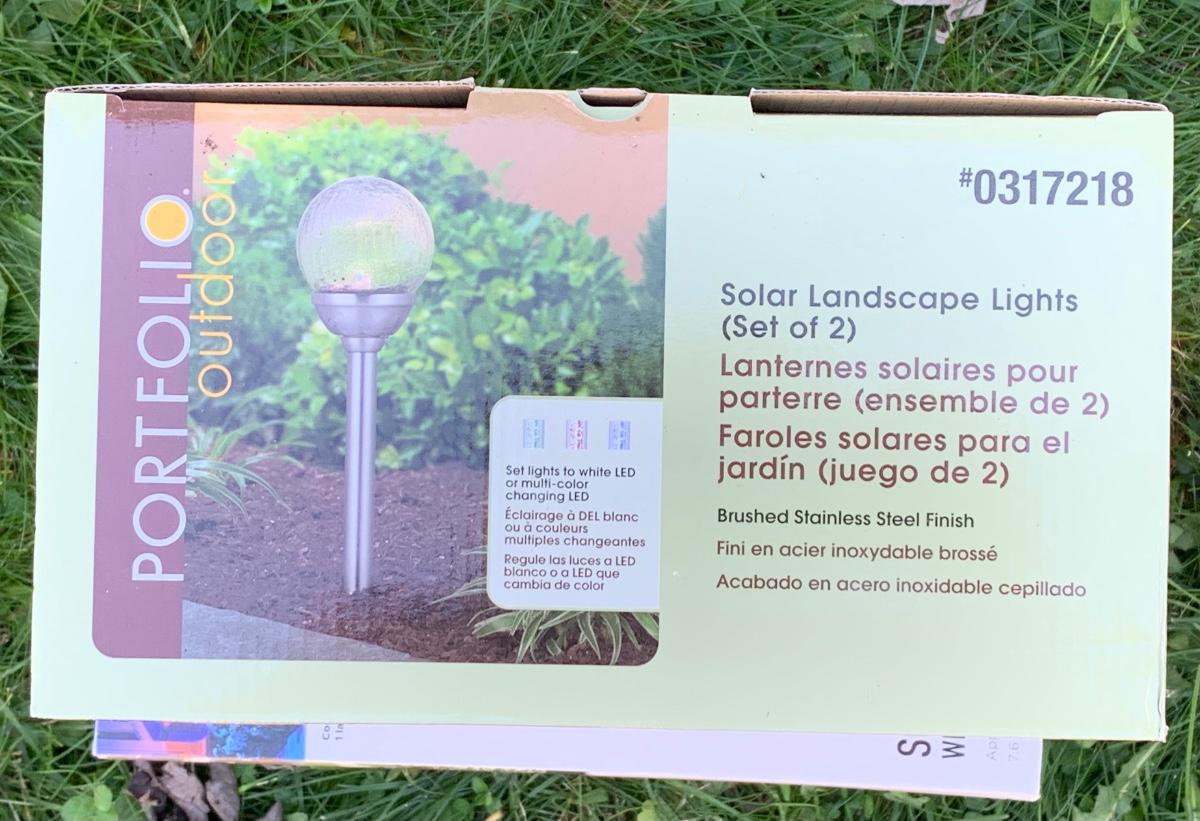 PORTFOLIO
outdoor
#0317218
Solar Landscape Lights
(Set of 2)
Lanternes solaires pour
parterre (ensemble de 2)
Faroles solares para el
jardín (juego de 2)
Brushed Stainless Steel Finish
Fini en acier inoxydable brossé
Acabado en acero inoxidable cepillado
Set lights to white LED
or multi-color
changing LED
Éclairage à DEL blanc
ou à couleurs
multiples changeantes
Regule las luces a LED
blanco o a LED que
cambia de color